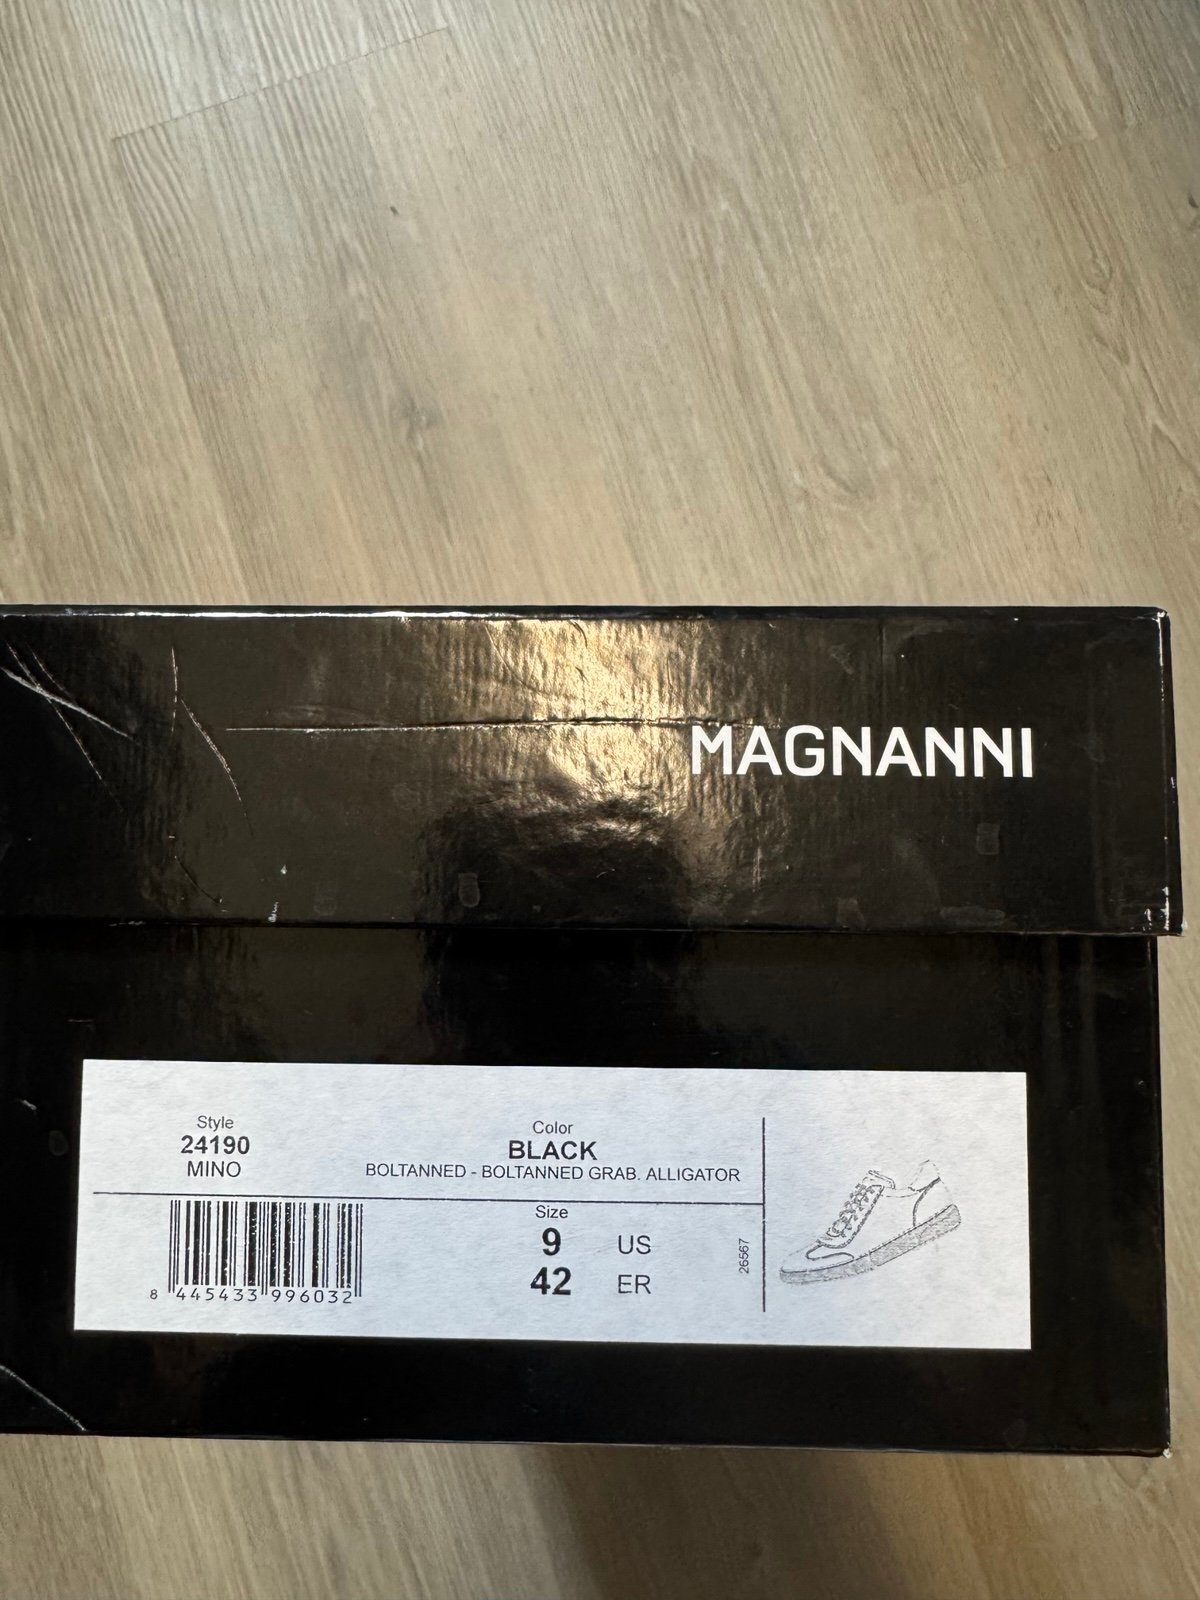 MAGNANNI
Style
24190
MINO
Color
BLACK
BOLTANNED - BOLTANNED GRAB. ALLIGATOR
Size
9 US
42 ER
26567
8 445433 996032